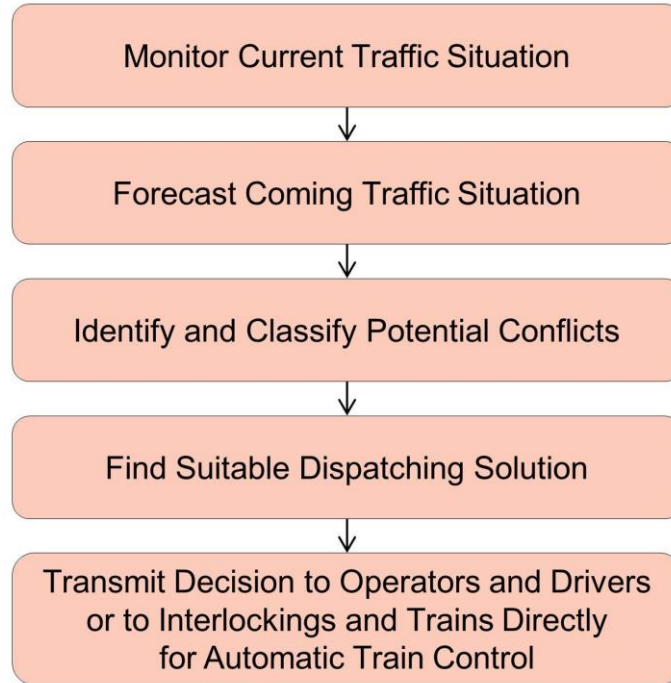 Monitor Current Traffic Situation
Forecast Coming Traffic Situation
Identify and Classify Potential Conflicts
Find Suitable Dispatching Solution
Transmit Decision to Operators and Drivers
or to Interlockings and Trains Directly
for Automatic Train Control